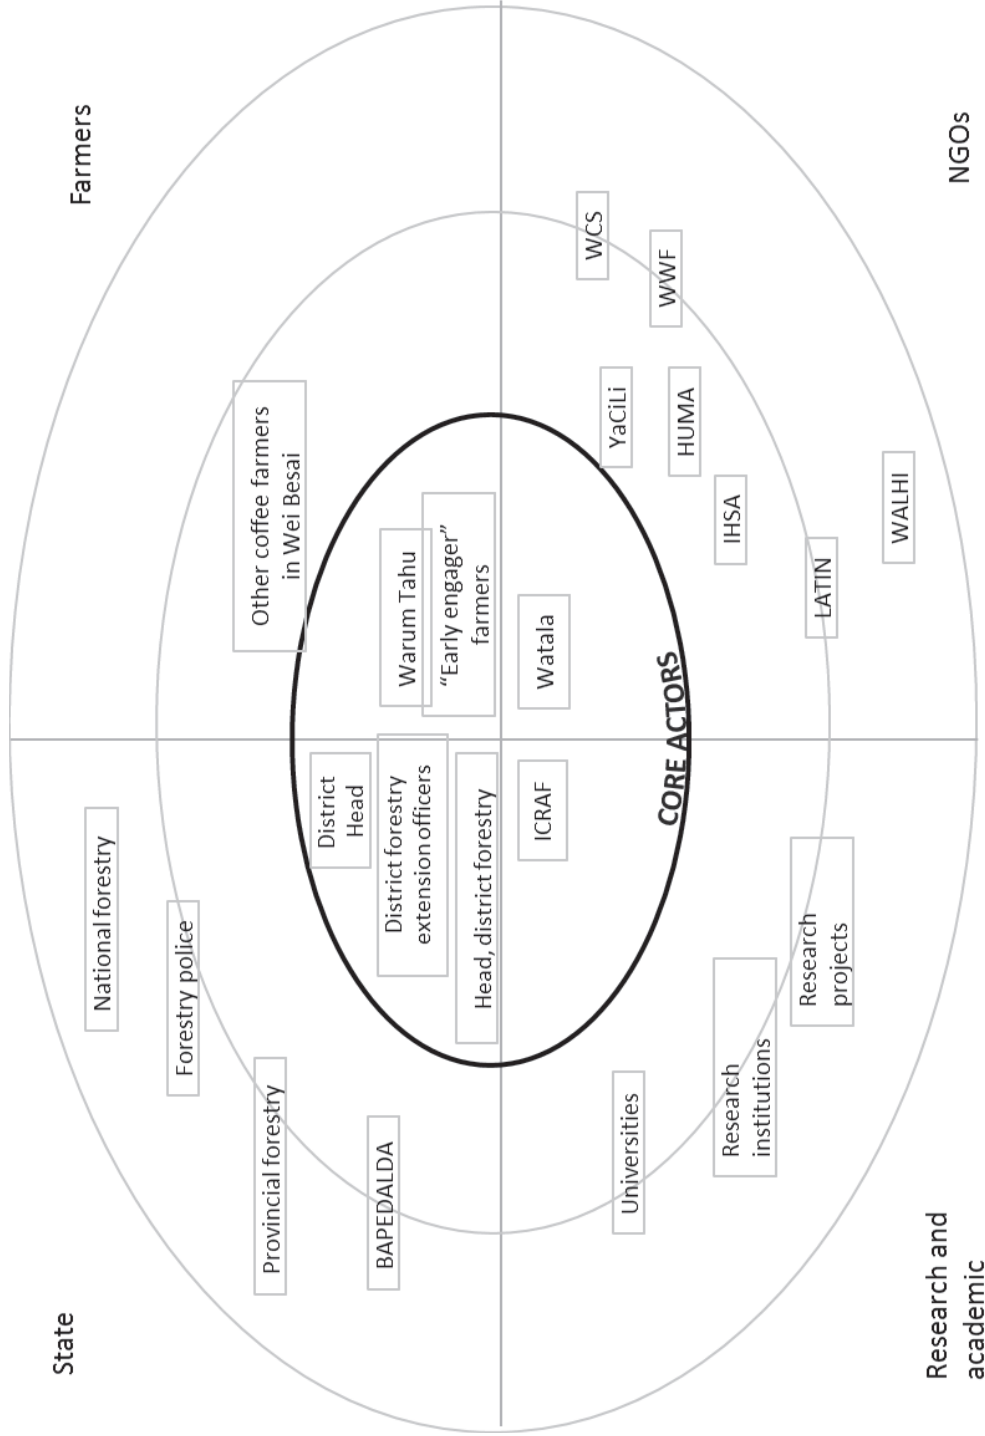 State
Farmers
National forestry
Forestry police
Provincial forestry
BAPEDALDA
District
Head
District forestry
extension officers
Head, district forestry
Other coffee farmers
in Wei Besai
Warum Tahu
“Early engager”
farmers
ICRAF
Watala
CORE ACTORS
Universities
Research
institutions
Research
projects
WCS
WWF
YaCiLi
HUMA
IHSA
LATIN
WALHI
Research and
academic
NGOs